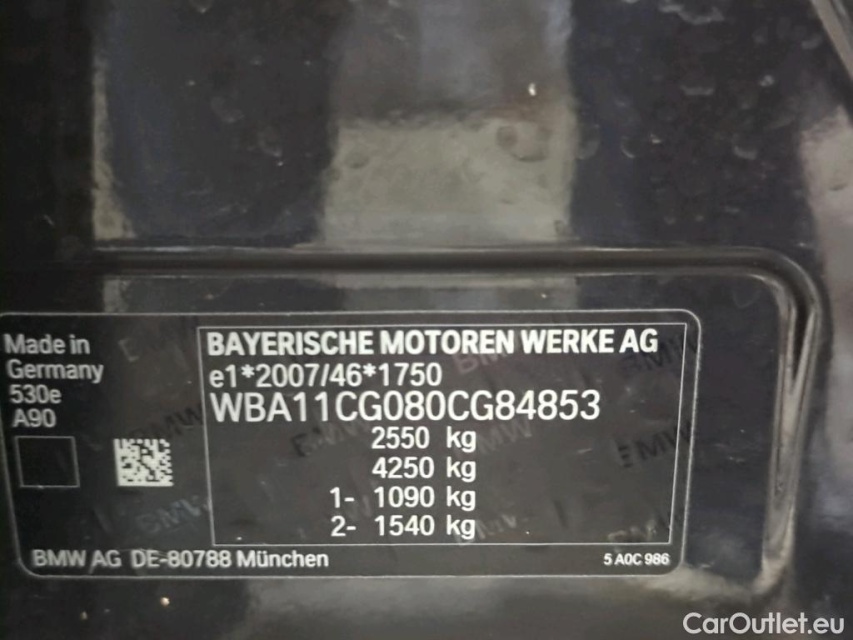 Made in
Germany
530e
A90
BAYERISCHE MOTOREN WERKE AG
e1*2007/46*1750
WBA11CG080CG84853
2550 kg
4250 kg
1- 1090 kg
2- 1540 kg
BMW AG DE-80788 München
5 A0C 986
CarOutlet.eu